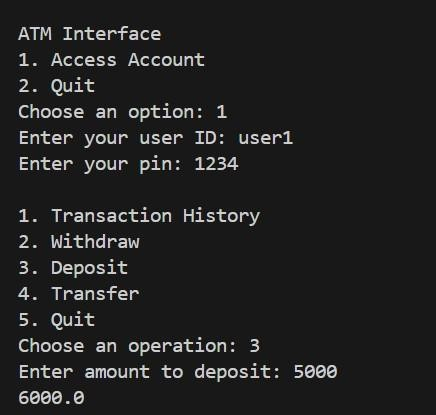 ATM Interface
1. Access Account
2. Quit
Choose an option: 1
Enter your user ID: user1
Enter your pin: 1234
1. Transaction History
2. Withdraw
3. Deposit
4. Transfer
5. Quit
Choose an operation: 3
Enter amount to deposit: 5000
6000.0